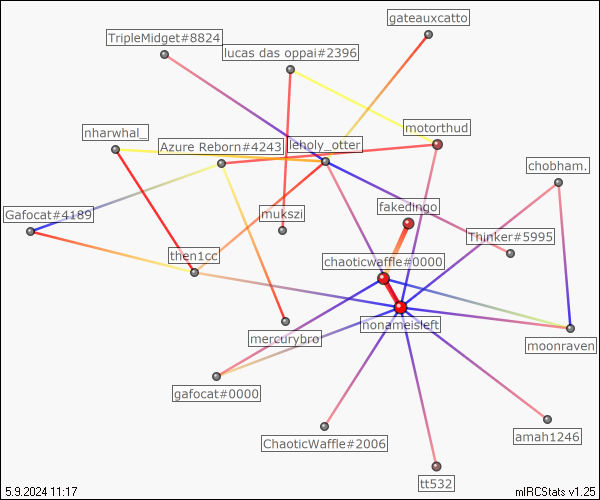 gateauxcatto
TripleMidget#8824
lucas das oppai#2396
motorthud
nharwhal_
Azure Reborn#4243
leholy_otter
chobham.
fakedingo
Gafocat#4189
mukszi
Thinker#5995
then1cc
chaoticwaffle#0000
nonameisleft
mercurybro
moonraven
gafocat#0000
ChaoticWaffle#2006
amah1246
tt532
5.9.2024 11:17
mIRCStats v1.25